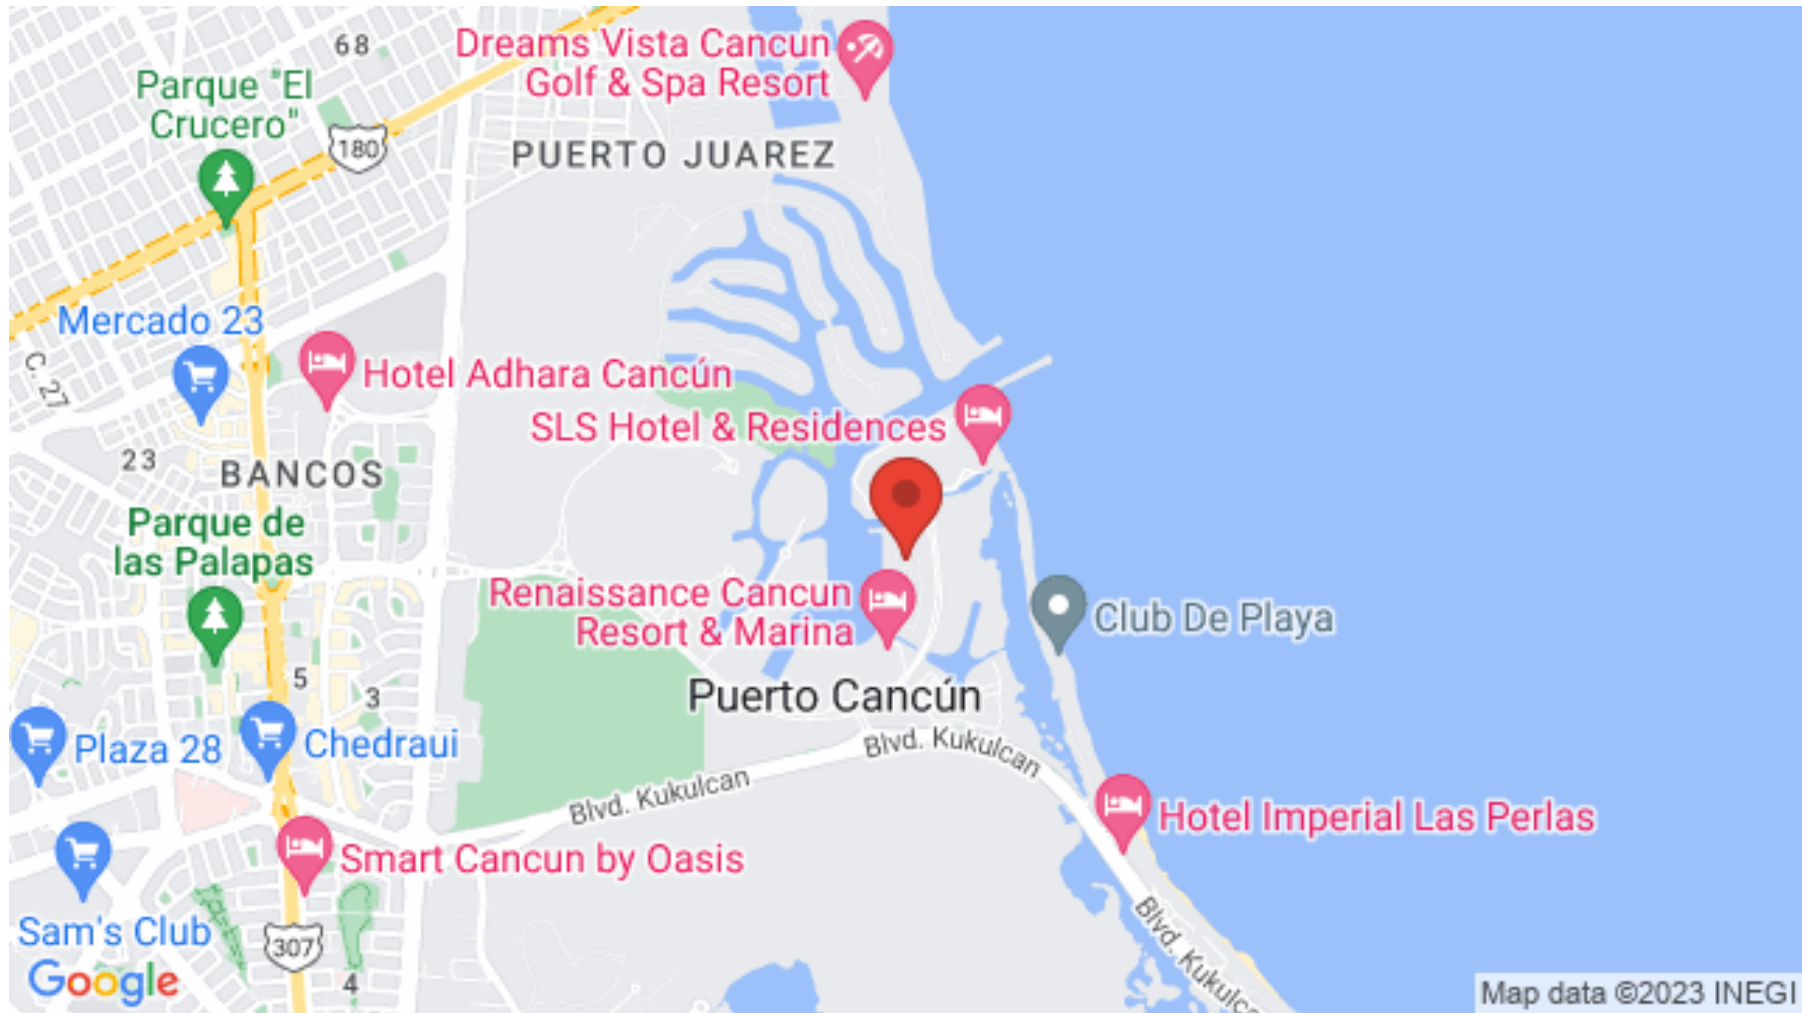 68
Dreams Vista Cancun
Golf & Spa Resort
Parque "El
Crucero"
180
PUERTO JUAREZ
Mercado 23
C. 27
Hotel Adhara Cancún
SLS Hotel & Residences
23
BANCOS
Parque de
las Palapas
Renaissance Cancun
Resort & Marina
Club De Playa
5
3
Puerto Cancún
Plaza 28
Chedraui
Blvd. Kukulcan
Blvd. Kukulcan
Hotel Imperial Las Perlas
Smart Cancun by Oasis
Sam's Club
307
Blvd. Kukulcan
4
Google
Map data ©2023 INEGI